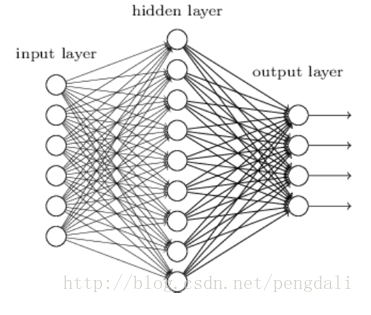 hidden layer
input layer
output layer
http://blog.csdn.net/pengdali